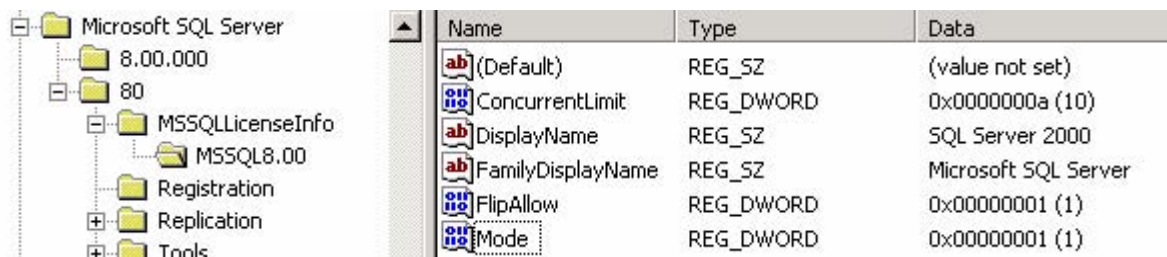 Microsoft SQL Server
8.00.000
80
MSSQLLicenseInfo
MSSQL8.00
Registration
Replication
Tools
Name Type Data
(Default) REG_SZ (value not set)
ConcurrentLimit REG_DWORD 0x0000000a (10)
DisplayName REG_SZ SQL Server 2000
FamilyDisplayName REG_SZ Microsoft SQL Server
FlipAllow REG_DWORD 0x00000001 (1)
Mode REG_DWORD 0x00000001 (1)